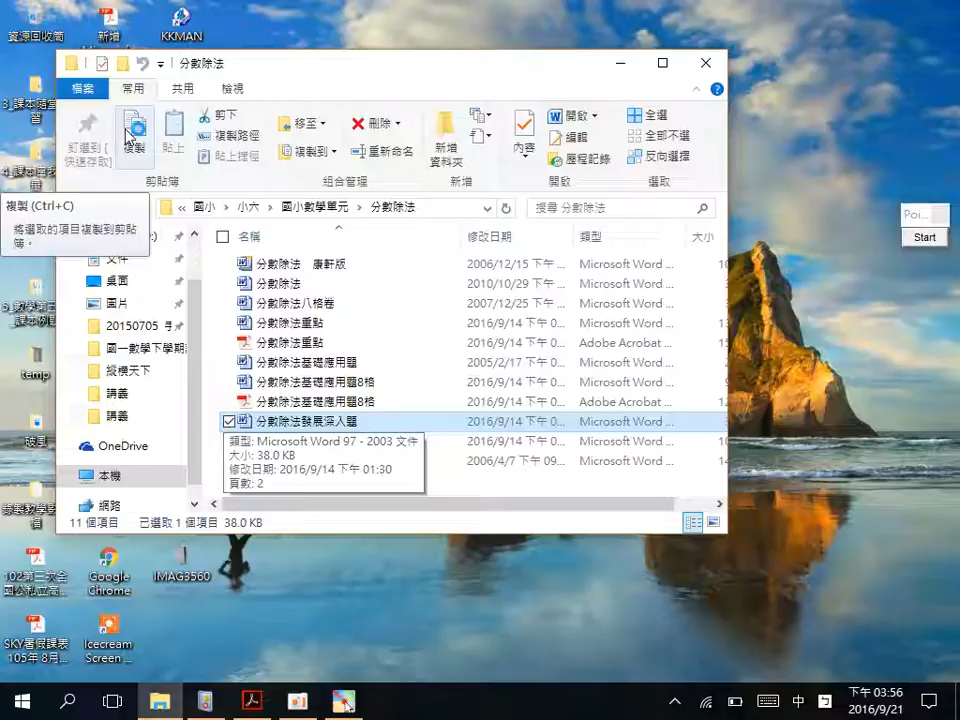 資源回收筒
新增
KKMAN
分數除法
檔案
常用
共用
檢視
釘選到 [
快速存取]
複製
貼上
剪下
複製路徑
貼上捷徑
剪貼簿
移至
複製到
刪除
重新命名
組合管理
新增
資料夾
新增
內容
開啟
編輯
歷程記錄
開啟
全選
全部不選
反向選擇
選取
國小
小六
國小數學單元
分數除法
搜尋 分數除法
複製 (Ctrl+C)
將選取的項目複製到剪貼
簿。
文件
桌面
圖片
20150705
國一數學下學期
縱橫天下
講義
講義
OneDrive
本機
網路
名稱
修改日期
類型
大小
分數除法 康軒版 2006/12/15 下午 ... Microsoft Word ...
分數除法 2010/10/29 下午 ... Microsoft Word ...
分數除法八格卷 2007/12/25 下午 ... Microsoft Word ...
分數除法重點 2016/9/14 下午 0... Microsoft Word ...
分數除法重點 2016/9/14 下午 0... Adobe Acrobat ...
分數除法基礎應用題 2005/2/17 下午 0... Microsoft Word ...
分數除法基礎應用題8格 2016/9/14 下午 0... Microsoft Word ...
分數除法基礎應用題8格 2016/9/14 下午 0... Adobe Acrobat ...
分數除法發展深入題 2016/9/14 下午 0... Microsoft Word ...
2016/9/14 下午 0... Microsoft Word ...
2006/4/7 下午 09... Microsoft Word ...
類型: Microsoft Word 97 - 2003 文件
大小: 38.0 KB
修改日期: 2016/9/14 下午 01:30
頁數: 2
11 個項目 已選取 1 個項目 38.0 KB
Poi...
Start
temp
Google
Chrome
IMAG3560
102第三次全
國公私立高...
SKY暑假課表
105年 8月...
Icecream
Screen ...
中
下午 03:56
2016/9/21